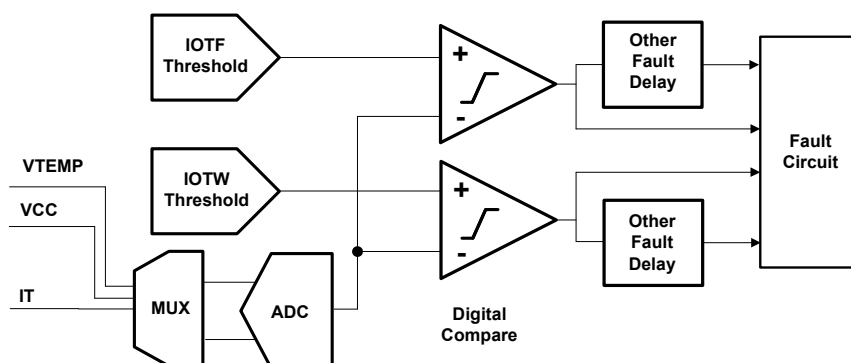 IOTF
Threshold
+
-
Other
Fault
Delay
Fault
Circuit
IOTW
Threshold
+
-
Other
Fault
Delay
VTEMP
VCC
IT
MUX
ADC
Digital
Compare